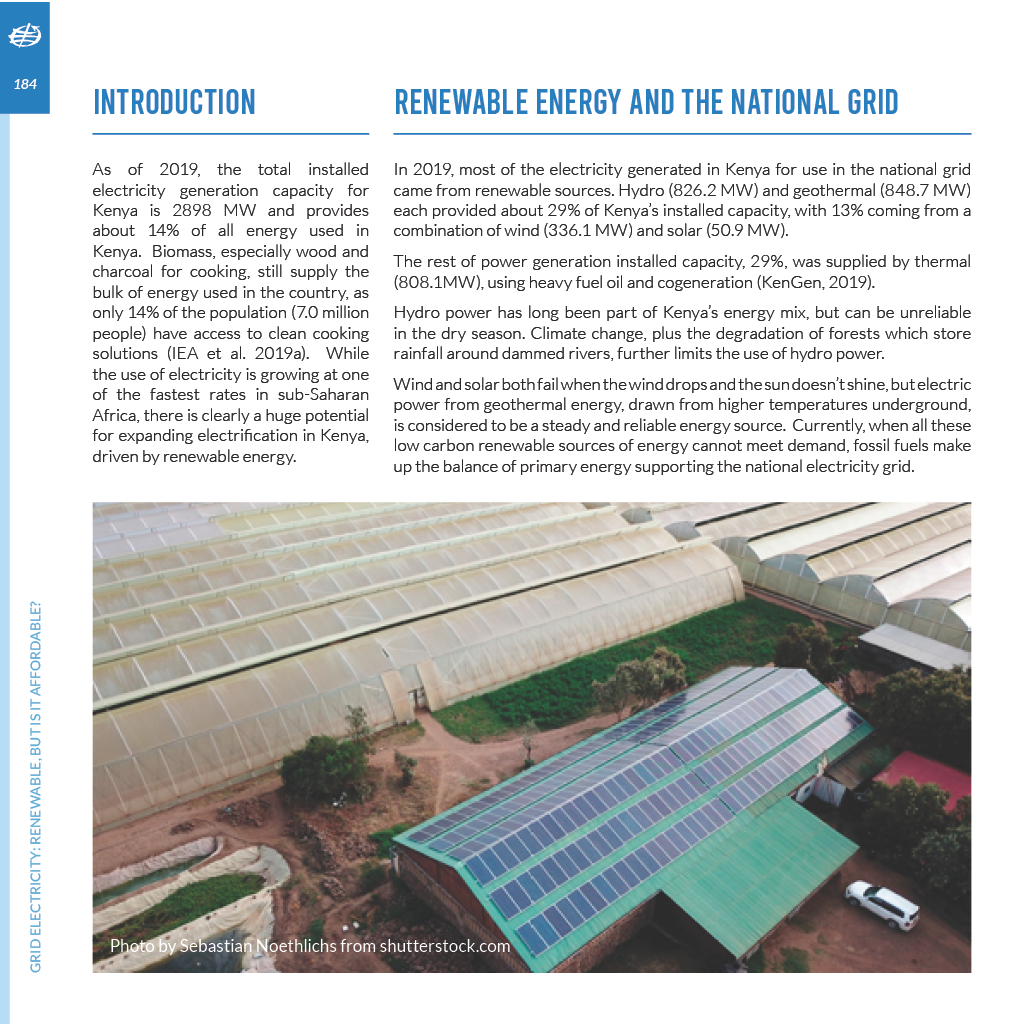 184
INTRODUCTION
As of 2019, the total installed
electricity generation capacity for
Kenya is 2898 MW and provides
about 14% of all energy used in
Kenya. Biomass, especially wood and
charcoal for cooking, still supply the
bulk of energy used in the country, as
only 14% of the population (7.0 million
people) have access to clean cooking
solutions (IEA et al. 2019a). While
the use of electricity is growing at one
of the fastest rates in sub-Saharan
Africa, there is clearly a huge potential
for expanding electrification in Kenya,
driven by renewable energy.
RENEWABLE ENERGY AND THE NATIONAL GRID
In 2019, most of the electricity generated in Kenya for use in the national grid
came from renewable sources. Hydro (826.2 MW) and geothermal (848.7 MW)
each provided about 29% of Kenya's installed capacity, with 13% coming from a
combination of wind (336.1 MW) and solar (50.9 MW).
The rest of power generation installed capacity, 29%, was supplied by thermal
(808.1MW), using heavy fuel oil and cogeneration (KenGen, 2019).
Hydro power has long been part of Kenya's energy mix, but can be unreliable
in the dry season. Climate change, plus the degradation of forests which store
rainfall around dammed rivers, further limits the use of hydro power.
Wind and solar both fail when the wind drops and the sun doesn't shine, but electric
power from geothermal energy, drawn from higher temperatures underground,
is considered to be a steady and reliable energy source. Currently, when all these
low carbon renewable sources of energy cannot meet demand, fossil fuels make
up the balance of primary energy supporting the national electricity grid.
GRID ELECTRICITY: RENEWABLE, BUT IS IT AFFORDABLE?
Photo by Sebastian Noethlichs from shutterstock.com